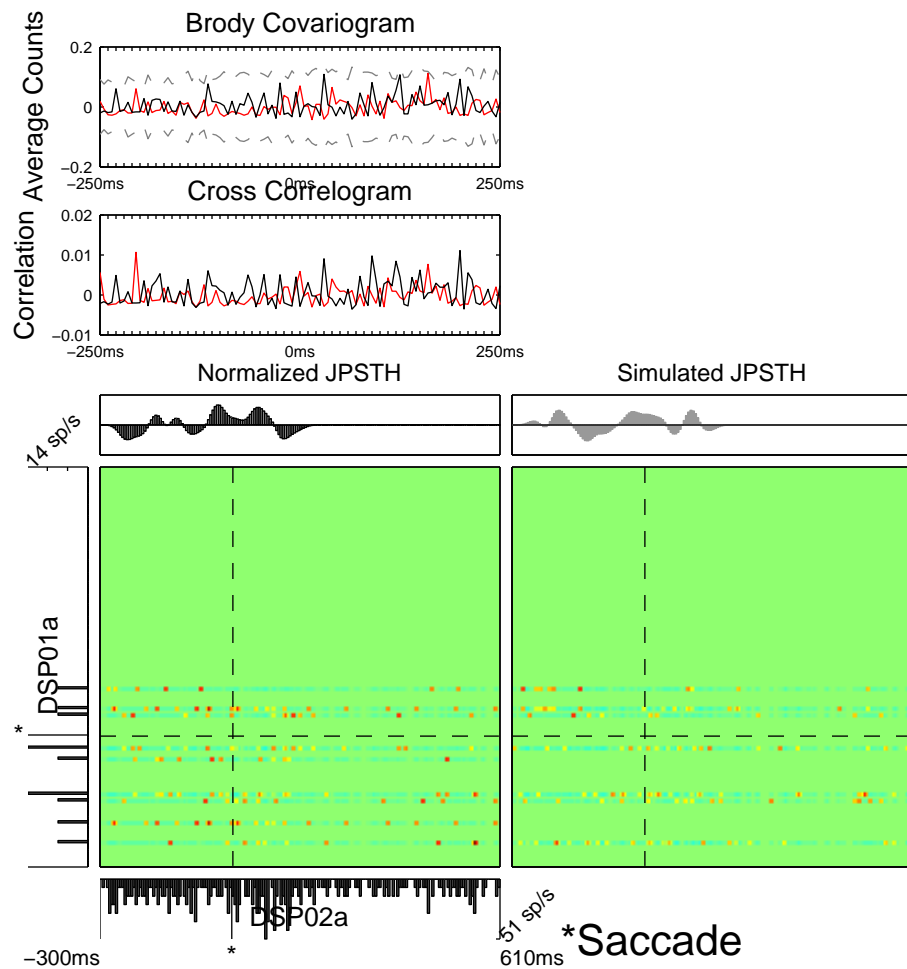 Brody Covariogram
Average Counts
0.2
0
−0.2
−250ms
0ms
250ms
Cross Correlogram
Correlation
0.02
0.01
0
−0.01
−250ms
0ms
250ms
Normalized JPSTH
Simulated JPSTH
14 sp/s
DSP01a
*
DSP02a
51 sp/s
*
−300ms
610ms
*Saccade